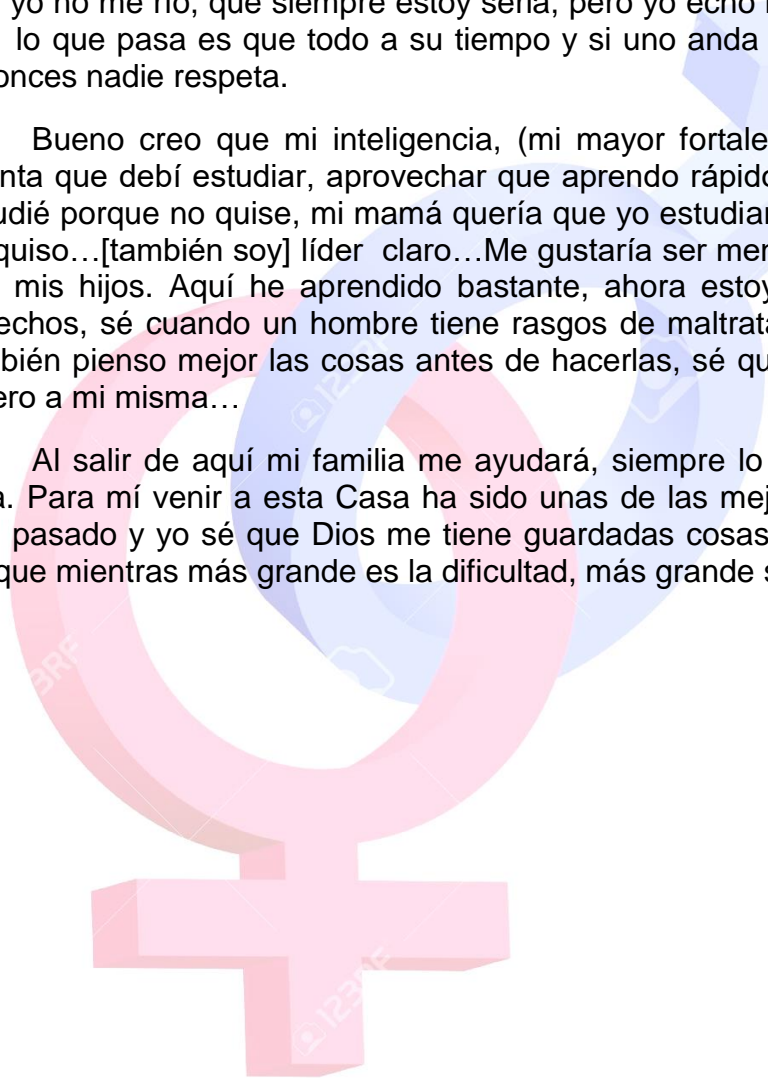 yo no me río, que siempre estoy seria, pero yo echo
lo que pasa es que todo a su tiempo y si uno anda
onces nadie respeta.
Bueno creo que mi inteligencia, (mi mayor fortale
nta que debí estudiar, aprovechar que aprendo rápido
udié porque no quise, mi mamá quería que yo estudiar
quiso…[también soy] líder claro…Me gustaría ser mer
mis hijos. Aquí he aprendido bastante, ahora estoy
echos, sé cuando un hombre tiene rasgos de maltrata
bién pienso mejor las cosas antes de hacerlas, sé qu
ero a mi misma…
Al salir de aquí mi familia me ayudará, siempre lo
a. Para mí venir a esta Casa ha sido unas de las mej
pasado y yo sé que Dios me tiene guardadas cosas
que mientras más grande es la dificultad, más grande s
123RF
3RF
123RF